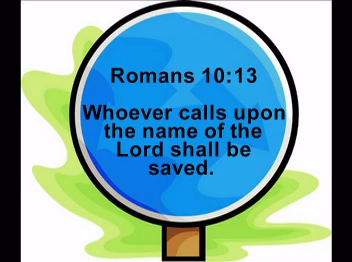 Romans 10:13
Whoever calls upon
the name of the
Lord shall be
saved.